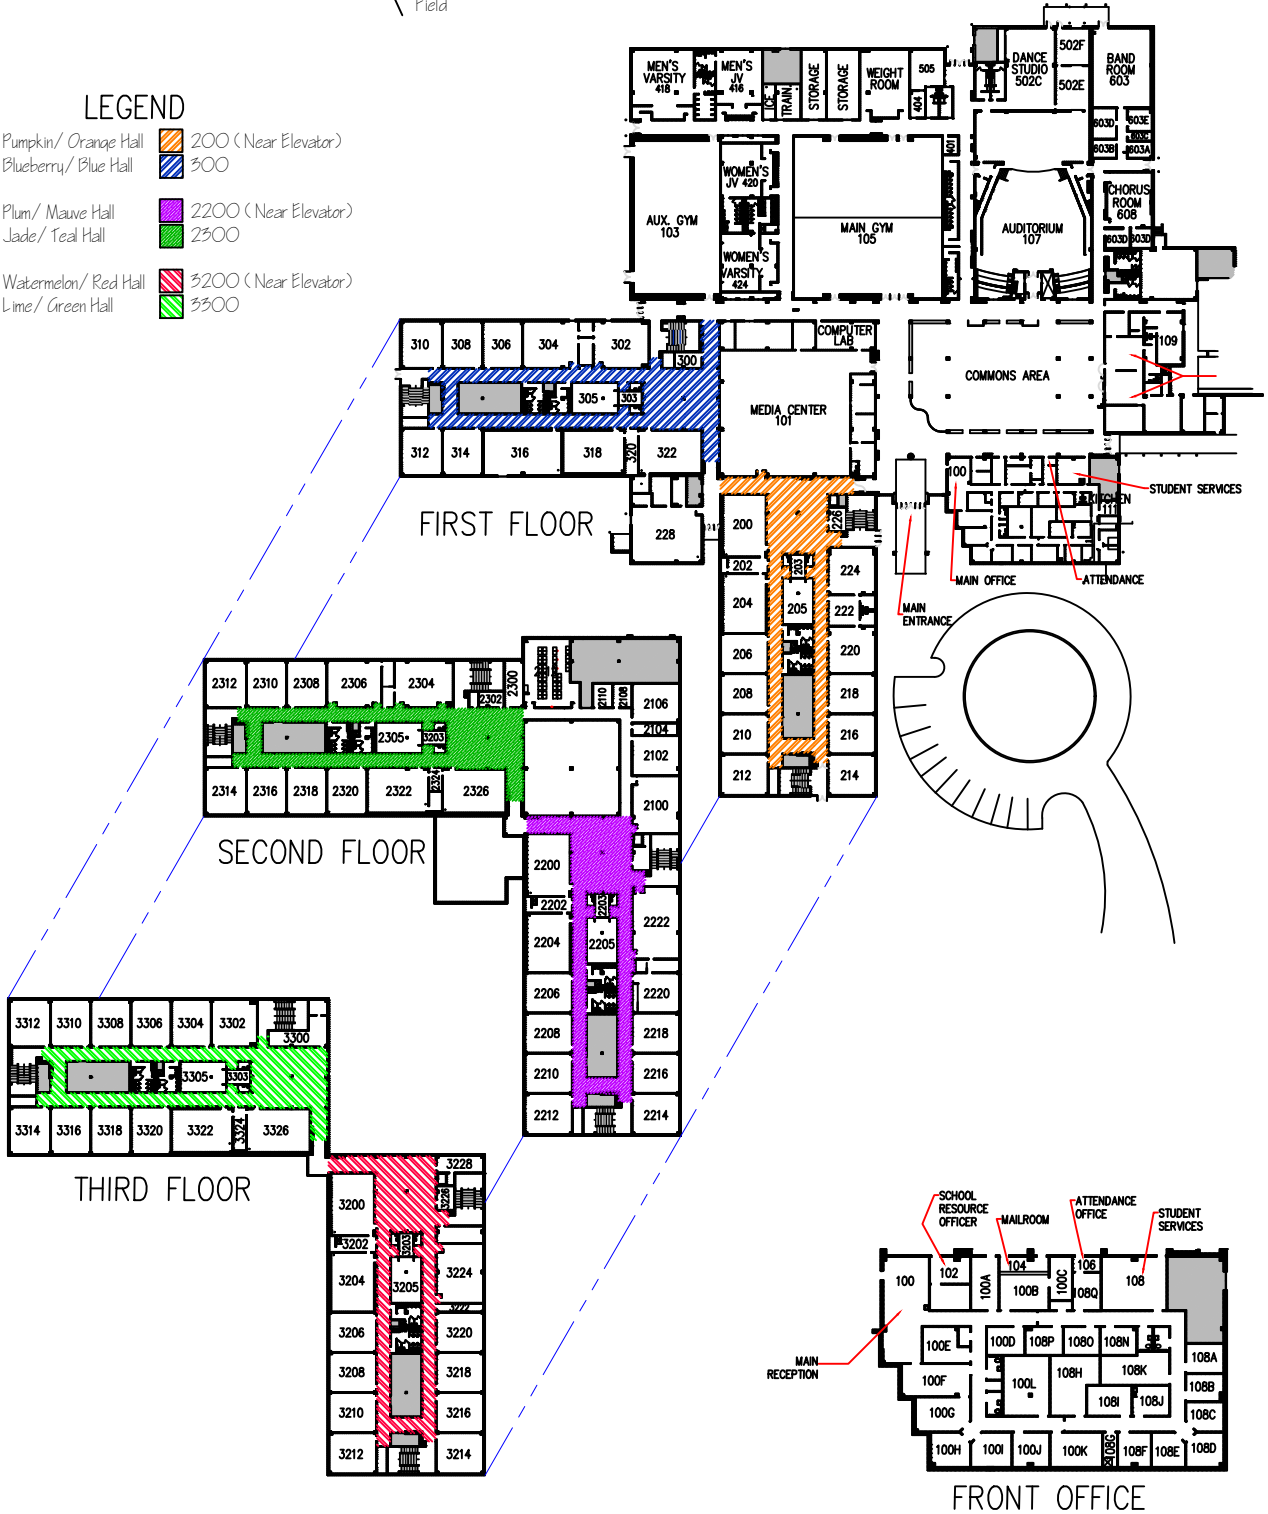 Field
LEGEND
Pumpkin/ Orange Hall 200 ( Near Elevator)
Blueberry/ Blue Hall 300
Plum/ Mauve Hall 2200 ( Near Elevator)
Jade/ Teal Hall 2300
Watermelon/ Red Hall 3200 ( Near Elevator)
Lime/ Green Hall 3300
MEN'S
VARSITY
418
MEN'S
JV
416
ICE
TRAIN.
STORAGE
STORAGE
WEIGHT
ROOM
505
404
DANCE
STUDIO
502C
502F
502E
BAND
ROOM
603
603D
603E
603C
603B
603A
401
WOMEN'S
JV 420
AUX. GYM
103
MAIN GYM
105
WOMEN'S
VARSITY
424
AUDITORIUM
107
CHORUS
ROOM
608
603D
603D
310
308
306
304
302
300
305
303
312
314
316
318
320
322
COMPUTER
LAB
MEDIA CENTER
101
COMMONS AREA
109
100
KITCHEN
STUDENT SERVICES
MAIN OFFICE
ATTENDANCE
MAIN
ENTRANCE
FIRST FLOOR
228
200
226
202
203
224
204
205
222
206
220
208
218
210
216
212
214
2312
2310
2308
2306
2304
2302
2300
2110
2108
2106
2104
2102
2100
2305
3203
2314
2316
2318
2320
2322
2324
2326
SECOND FLOOR
2200
2202
2203
2204
2205
2222
2206
2220
2208
2218
2210
2216
2212
2214
3312
3310
3308
3306
3304
3302
3300
3305
3303
3314
3316
3318
3320
3322
3324
3326
THIRD FLOOR
3228
3200
3226
3202
3203
3204
3205
3224
3222
3206
3220
3208
3218
3210
3216
3212
3214
SCHOOL
RESOURCE
OFFICER
MAILROOM
ATTENDANCE
OFFICE
STUDENT
SERVICES
100
102
100A
104
100B
100C
106
108Q
108
MAIN
RECEPTION
100E
100D
108P
108O
108N
108A
100F
100L
108H
108K
108B
100G
108I
108J
108C
100H
100I
100J
100K
108G
108F
108E
108D
FRONT OFFICE